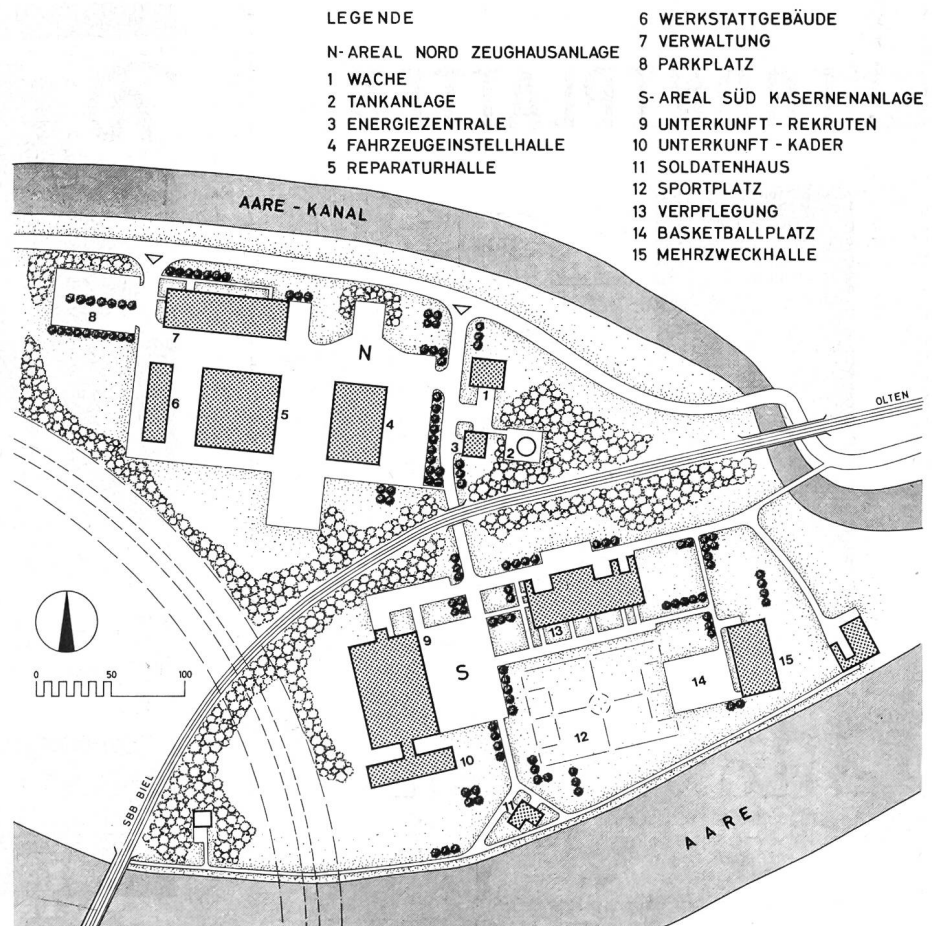 LEGENDE
N- AREAL NORD ZEUGHAUSANLAGE
1 WACHE
2 TANKANLAGE
3 ENERGIEZENTRALE
4 FAHRZEUGEINSTELLHALLE
5 REPARATURHALLE
6 WERKSTATTGEBÄUDE
7 VERWALTUNG
8 PARKPLATZ
S- AREAL SÜD KASERNENANLAGE
9 UNTERKUNFT - REKRUTEN
10 UNTERKUNFT - KADER
11 SOLDATENHAUS
12 SPORTPLATZ
13 VERPFLEGUNG
14 BASKETBALLPLATZ
15 MEHRZWECKHALLE
AARE - KANAL
8
7
N
6
5
4
1
3
2
OLTEN
9
13
S
14
15
12
10
11
0 50 100
SBB BIEL
AARE